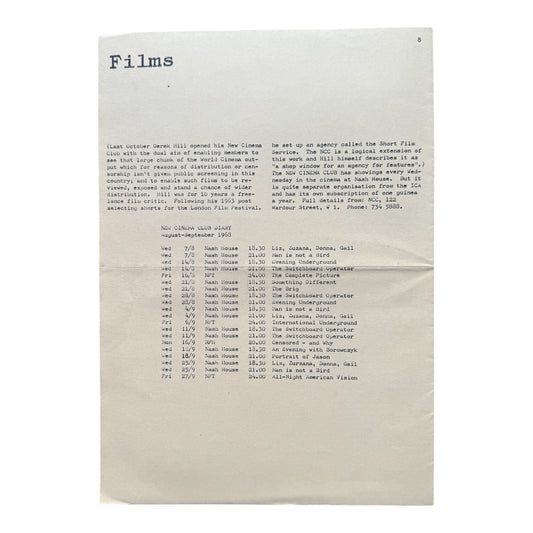 8
Films
(Last October Derek Hill opened his New Cinema
Club with the dual aim of enabling members to
see that large chunk of the World Cinema out-
put which for reasons of distribution or cen-
sorship isn't given public screening in this
country; and to enable such films to be re-
viewed, exposed and stand a chance of wider
distribution. Hill was for 10 years a free-
lance film critic. Following his 1963 post
selecting shorts for the London Film Festival,
he set up an agency called the Short Film
Service. The NCC is a logical extension of
this work and Hill himself describes it as
"a shop window for an agency for features".)
The NEW CINEMA CLUB has showings every Wed-
nesday in the cinema at Nash House. But it
is quite separate organisation from the ICA
and has its own subscription of one guinea
a year. Full details from: NCC, 122
Wardour Street, W 1. Phone: 734 5888.
NEW CINEMA CLUB DIARY
August-September 1968
Wed 7/8 Nash House 18.30 Liz, Zuzana, Donna, Gail
Wed 7/8 Nash House 21.00 Man is not a Bird
Wed 14/8 Nash House 18.30 Evening Underground
Wed 14/8 Nash House 21.00 The Switchboard Operator
Fri 16/8 NFT 24.00 The Complete Picture
Wed 21/8 Nash House 18.30 Something Different
Wed 21/8 Nash House 21.00 The Brig
Wed 28/8 Nash House 18.30 The Switchboard Operator
Wed 28/8 Nash House 21.00 Evening Underground
Wed 4/9 Nash House 18.30 Man is not a Bird
Wed 4/9 Nash House 21.00 Liz, Zuzana, Donna, Gail
Fri 6/9 NFT 24.00 International Underground
Wed 11/9 Nash House 18.30 The Switchboard Operator
Wed 11/9 Nash House 21.00 The Switchboard Operator
Mon 16/9 20.00 Censored - and Why
Wed 18/9 Nash House 18.30 An Evening with Borowczyk
Wed 18/9 Nash House 21.00 Portrait of Jason
Wed 25/9 Nash House 18.30 Liz, Zuzana, Donna, Gail
Wed 25/9 Nash House 21.00 Man is not a Bird
Fri 27/9 NFT 24.00 All-Night American Vision